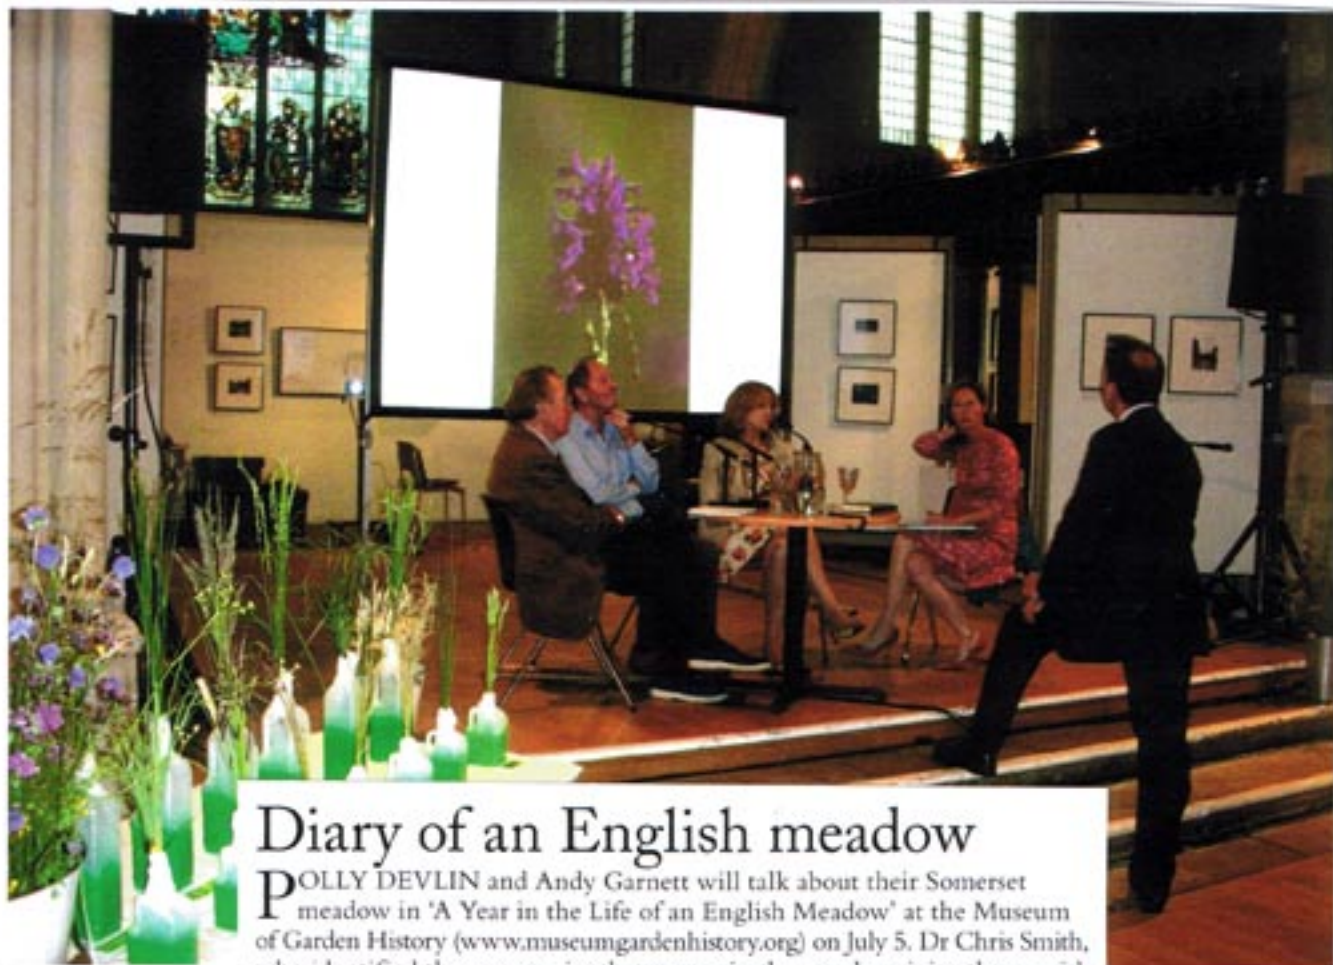 Diary of an English meadow
POLLY DEVLIN and Andy Garnett will talk about their Somerset
meadow in 'A Year in the Life of an English Meadow' at the Museum
of Garden History (www.museumgardenhistory.org) on July 5. Dr Chris Smith,